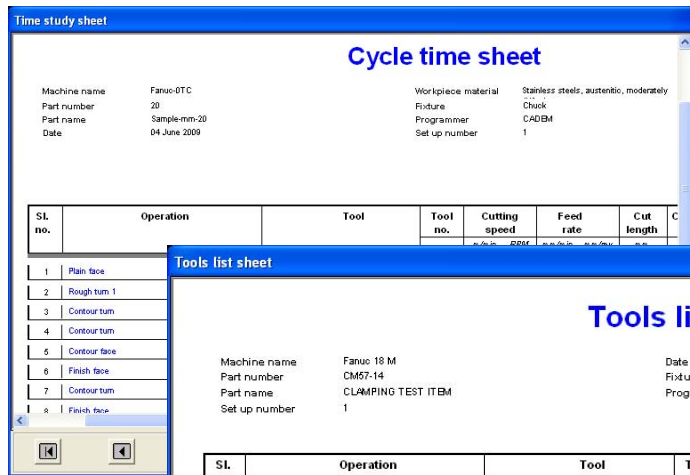 Time study sheet
Cycle time sheet
Machine name Fanuc-0TC Workpiece material Stainless steels, austenitic, moderately
Part number 20 Fixture Chuck
Part name Sample-mm-20 Programmer CADEM
Date 04 June 2009 Set up number 1
Sl. no. Operation Tool Tool no. Cutting speed Feed rate Cut length C
1 Plain face
2 Rough turn 1
3 Contour turn
4 Contour turn
5 Contour face
6 Finish face
7 Contour turn
8 Finish face
Tools list sheet
Tools li
Machine name Fanuc 18 M Date
Part number CM57-14 Fixtu
Part name CLAMPING TEST ITEM Prog
Set up number 1
Sl. Operation Tool T